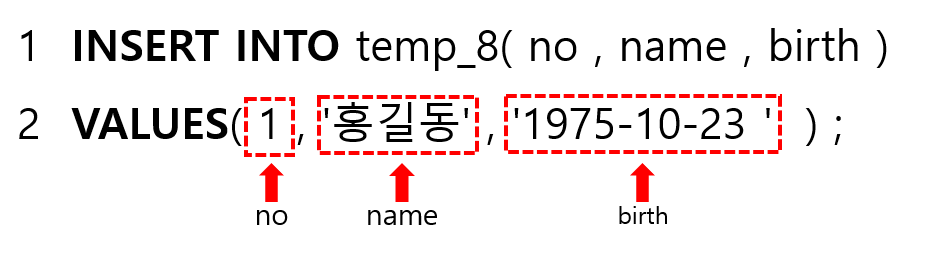 1 INSERT INTO temp_8( no , name , birth )
2 VALUES( 1 , '홍길동' , '1975-10-23 ' ) ;
no name birth